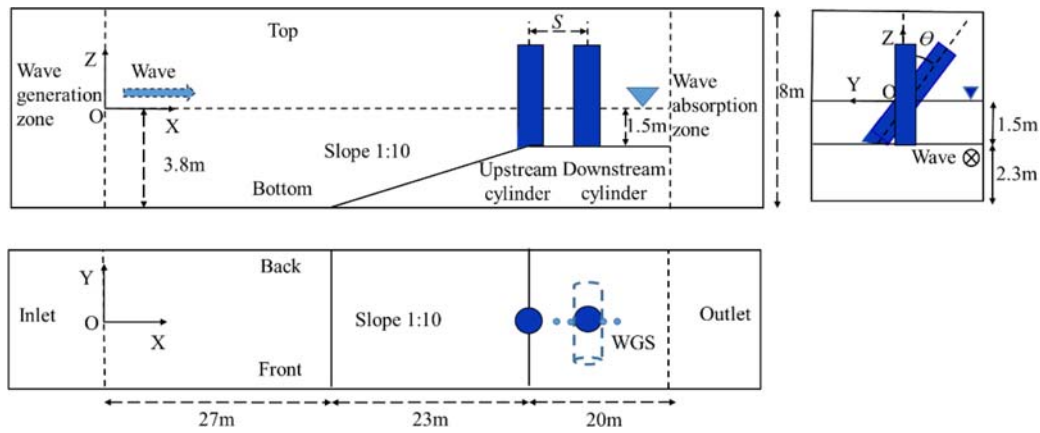 Top
S
Z
Wave
Wave
generation
zone
O
X
Wave
absorption
zone
1.5m
3.8m
Slope 1:10
Upstream
cylinder
Downstream
cylinder
Bottom
8m
Z
Θ
Y
O
1.5m
Wave
2.3m
Back
Y
Inlet
O
X
Slope 1:10
WGS
Outlet
Front
27m
23m
20m